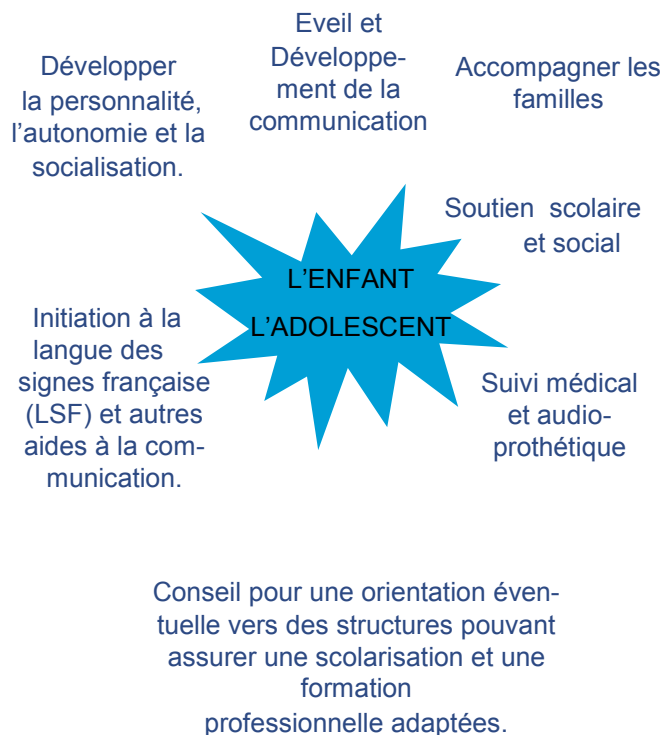 Développer
la personnalité,
l'autonomie et la
socialisation.
Eveil et
Développe-
ment de la
communication
Accompagner les
familles
Soutien scolaire
et social
L'ENFANT
L'ADOLESCENT
Initiation à la
langue des
signes française
(LSF) et autres
aides à la com-
munication.
Suivi médical
et audio-
prothétique
Conseil pour une orientation éven-
tuelle vers des structures pouvant
assurer une scolarisation et une
formation
professionnelle adaptées.